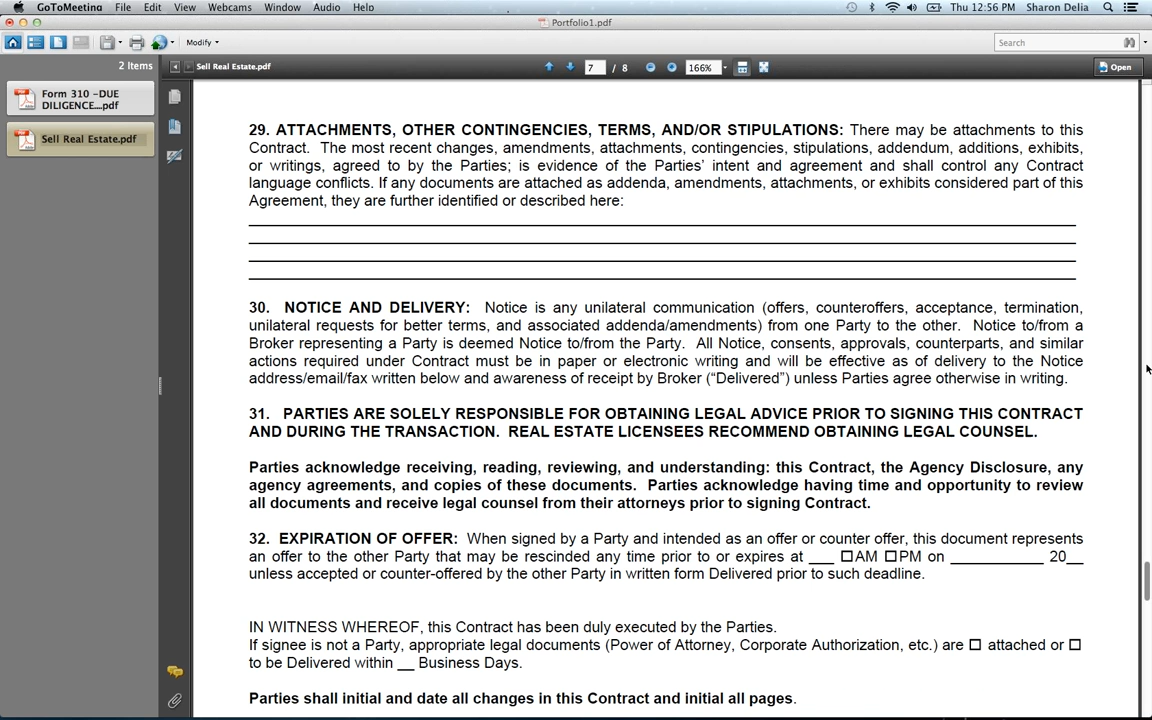 GoToMeeting File Edit View Webcams Window Audio Help Thu 12:56 PM Sharon Delia
Portfolio1.pdf
Modify Search
2 Items Sell Real Estate.pdf 7 / 8 166% Open
Form 310 -DUE
DILIGENCE....pdf
Sell Real Estate.pdf
29. ATTACHMENTS, OTHER CONTINGENCIES, TERMS, AND/OR STIPULATIONS: There may be attachments to this
Contract. The most recent changes, amendments, attachments, contingencies, stipulations, addendum, additions, exhibits,
or writings, agreed to by the Parties; is evidence of the Parties' intent and agreement and shall control any Contract
language conflicts. If any documents are attached as addenda, amendments, attachments, or exhibits considered part of this
Agreement, they are further identified or described here:
30. NOTICE AND DELIVERY: Notice is any unilateral communication (offers, counteroffers, acceptance, termination,
unilateral requests for better terms, and associated addenda/amendments) from one Party to the other. Notice to/from a
Broker representing a Party is deemed Notice to/from the Party. All Notice, consents, approvals, counterparts, and similar
actions required under Contract must be in paper or electronic writing and will be effective as of delivery to the Notice
address/email/fax written below and awareness of receipt by Broker ("Delivered") unless Parties agree otherwise in writing.
31. PARTIES ARE SOLELY RESPONSIBLE FOR OBTAINING LEGAL ADVICE PRIOR TO SIGNING THIS CONTRACT
AND DURING THE TRANSACTION. REAL ESTATE LICENSEES RECOMMEND OBTAINING LEGAL COUNSEL.
Parties acknowledge receiving, reading, reviewing, and understanding: this Contract, the Agency Disclosure, any
agency agreements, and copies of these documents. Parties acknowledge having time and opportunity to review
all documents and receive legal counsel from their attorneys prior to signing Contract.
32. EXPIRATION OF OFFER: When signed by a Party and intended as an offer or counter offer, this document represents
an offer to the other Party that may be rescinded any time prior to or expires at ___ ☐AM ☐PM on ___________ 20__
unless accepted or counter-offered by the other Party in written form Delivered prior to such deadline.
IN WITNESS WHEREOF, this Contract has been duly executed by the Parties.
If signee is not a Party, appropriate legal documents (Power of Attorney, Corporate Authorization, etc.) are ☐ attached or ☐
to be Delivered within __ Business Days.
Parties shall initial and date all changes in this Contract and initial all pages.